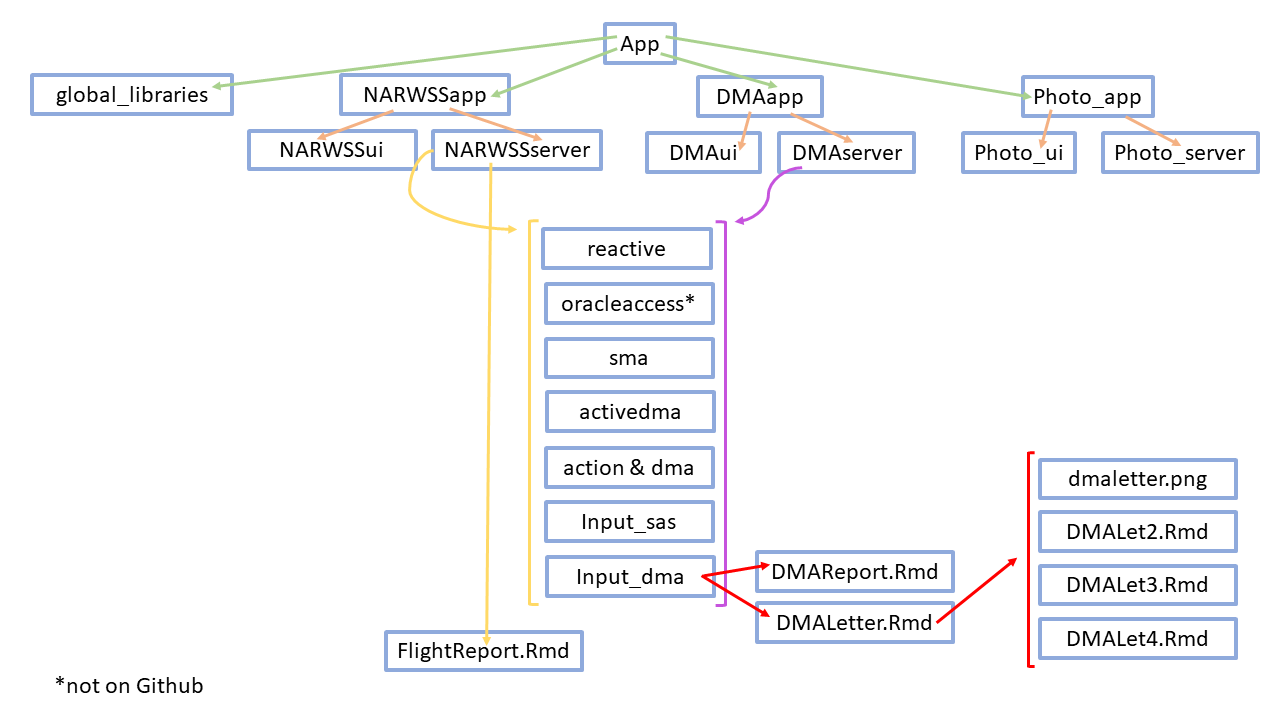 App
global_libraries
NARWSSapp
DMAapp
Photo_app
NARWSSui
NARWSSserver
DMAui
DMAserver
Photo_ui
Photo_server
reactive
oracleaccess*
sma
activedma
action & dma
Input_sas
Input_dma
dmaletter.png
DMALet2.Rmd
DMAReport.Rmd
DMALet3.Rmd
DMALetter.Rmd
DMALet4.Rmd
FlightReport.Rmd
*not on Github